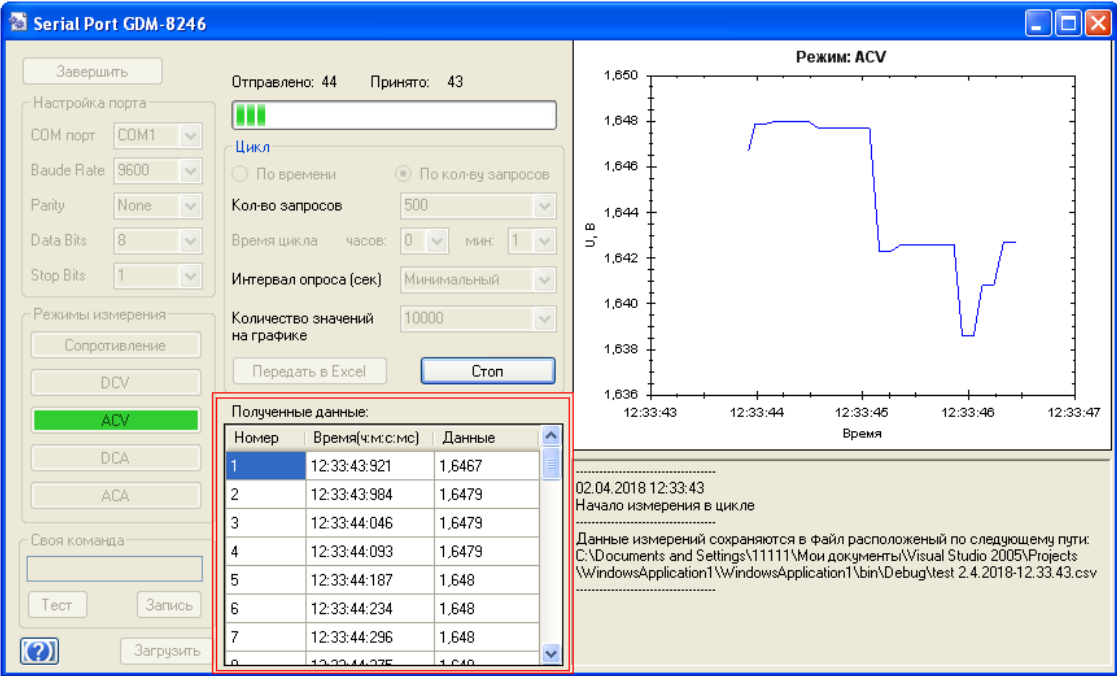 Serial Port GDM-8246
Завершить
Настройка порта
COM порт COM1
Baude Rate 9600
Parity None
Data Bits 8
Stop Bits 1
Режимы измерения
Сопротивление
DCV
ACV
DCA
ACA
Своя команда
Тест Запись
(?) Загрузить
Отправлено: 44 Принято: 43
Цикл
По времени По кол-ву запросов
Кол-во запросов 500
Время цикла часов: 0 мин: 1
Интервал опроса (сек) Минимальный
Количество значений
на графике
10000
Передать в Excel Стоп
Полученные данные:
Номер Время(ч:м:с:мс) Данные
1 12:33:43:921 1,6467
2 12:33:43:984 1,6479
3 12:33:44:046 1,6479
4 12:33:44:093 1,6479
5 12:33:44:187 1,648
6 12:33:44:234 1,648
7 12:33:44:296 1,648
Режим: ACV
1,650
1,648
1,646
1,644
1,642
1,640
1,638
1,636
U, В
12:33:43 12:33:44 12:33:45 12:33:46 12:33:47
Время
-----------------------------------
02.04.2018 12:33:43
Начало измерения в цикле
-----------------------------------
Данные измерений сохраняются в файл расположеный по следующему пути:
C:\Documents and Settings\11111\Мои документы\Visual Studio 2005\Projects
\WindowsApplication1\WindowsApplication1\bin\Debug\test 2.4.2018-12.33.43.csv
-----------------------------------